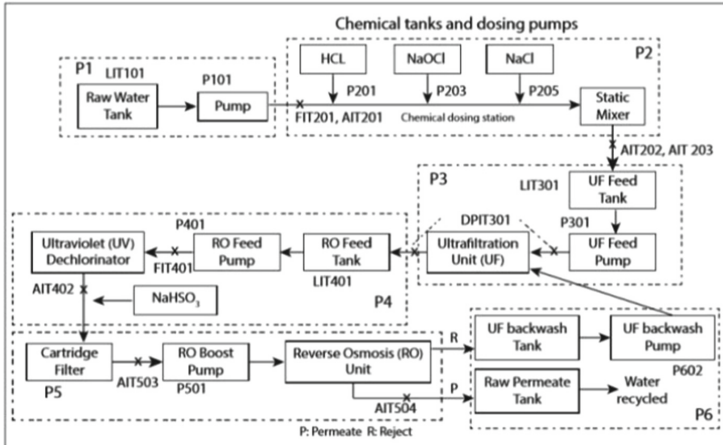 Chemical tanks and dosing pumps
P1
LIT101
Raw Water
Tank
P101
Pump
P2
HCL
NaOCl
NaCl
P201
P203
P205
FIT201, AIT201
Chemical dosing station
Static
Mixer
AIT202, AIT 203
P3
LIT301
UF Feed
Tank
P301
UF Feed
Pump
DPIT301
Ultrafiltration
Unit (UF)
P401
Ultraviolet (UV)
Dechlorinator
FIT401
RO Feed
Pump
RO Feed
Tank
LIT401
AIT402
NaHSO₃
P4
Cartridge
Filter
P5
AIT503
RO Boost
Pump
P501
Reverse Osmosis (RO)
Unit
AIT504
R
P
UF backwash
Tank
UF backwash
Pump
P602
Raw Permeate
Tank
Water
recycled
P6
P: Permeate R: Reject